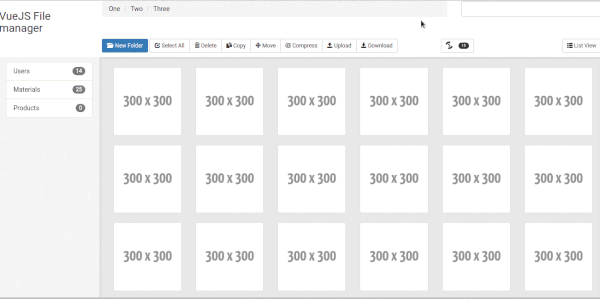 VueJS File
manager
One / Two / Three
New Folder Select All Delete Copy Move Compress Upload Download
List View
Users 14
Materials 25
Products 0
300 x 300 300 x 300 300 x 300 300 x 300 300 x 300 300 x 300
300 x 300 300 x 300 300 x 300 300 x 300 300 x 300 300 x 300
300 x 300 300 x 300 300 x 300 300 x 300 300 x 300 300 x 300